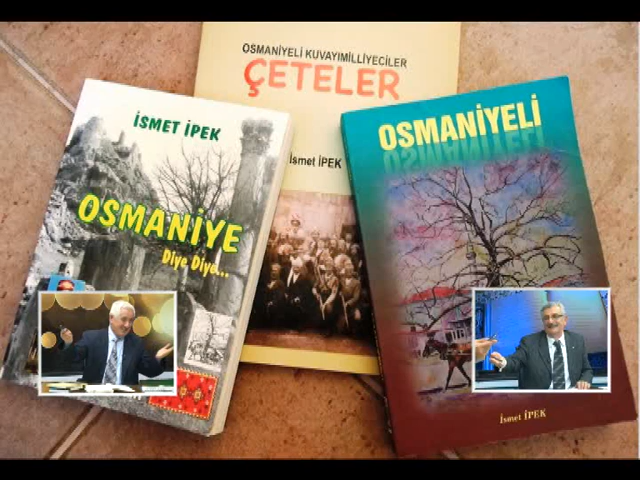 OSMANİYELİ KUVAYIMİLLİYECİLER
ÇETELER
İsmet İPEK
İSMET İPEK
OSMANİYE
Diye Diye...
OSMANİYELİ
İsmet İPEK